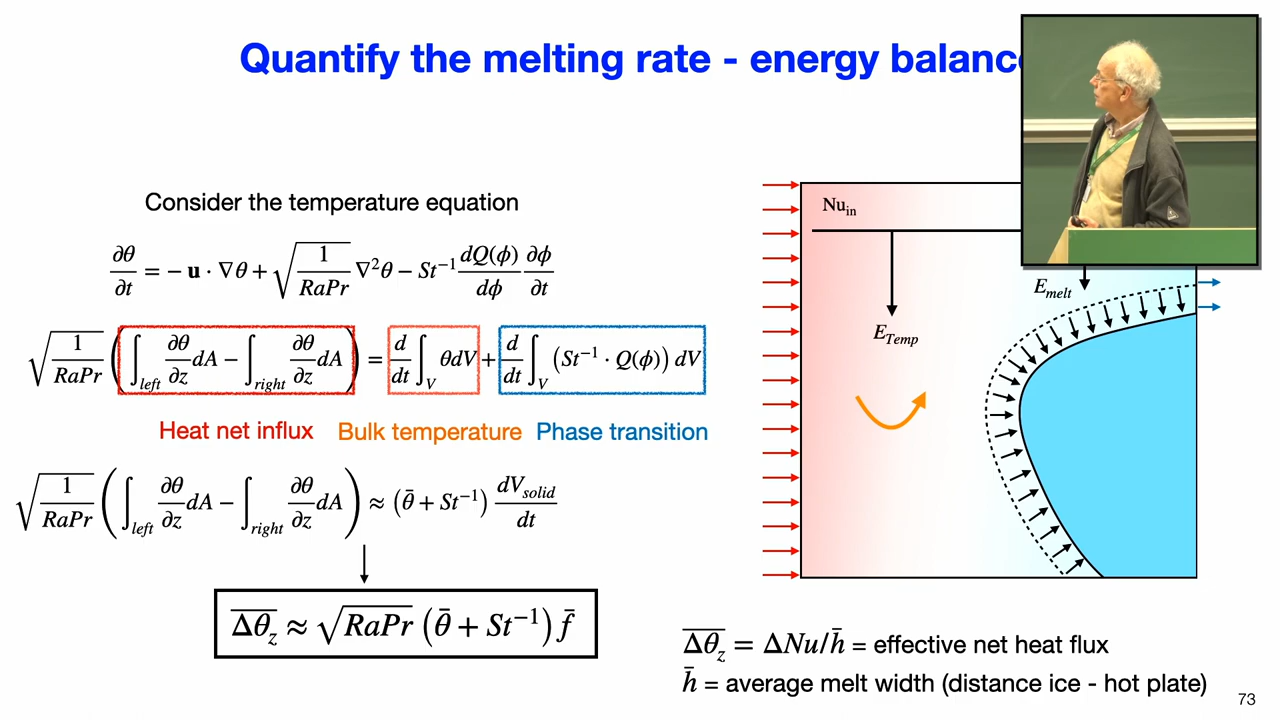 Quantify the melting rate - energy balanc
Consider the temperature equation
∂θ/∂t = − u · ∇θ + √(1/RaPr) ∇²θ − St⁻¹ dQ(ϕ)/dϕ ∂ϕ/∂t
√(1/RaPr) (∫_left ∂θ/∂z dA − ∫_right ∂θ/∂z dA) = d/dt ∫_V θdV + d/dt ∫_V (St⁻¹ · Q(ϕ)) dV
Heat net influx Bulk temperature Phase transition
√(1/RaPr) (∫_left ∂θ/∂z dA − ∫_right ∂θ/∂z dA) ≈ (θ̄ + St⁻¹) dV_solid/dt
\overline{Δθ_z} ≈ √RaPr (θ̄ + St⁻¹) f̄
Nu_in
E_melt
E_Temp
\overline{Δθ_z} = ΔNu/h̄ = effective net heat flux
h̄ = average melt width (distance ice - hot plate)
73